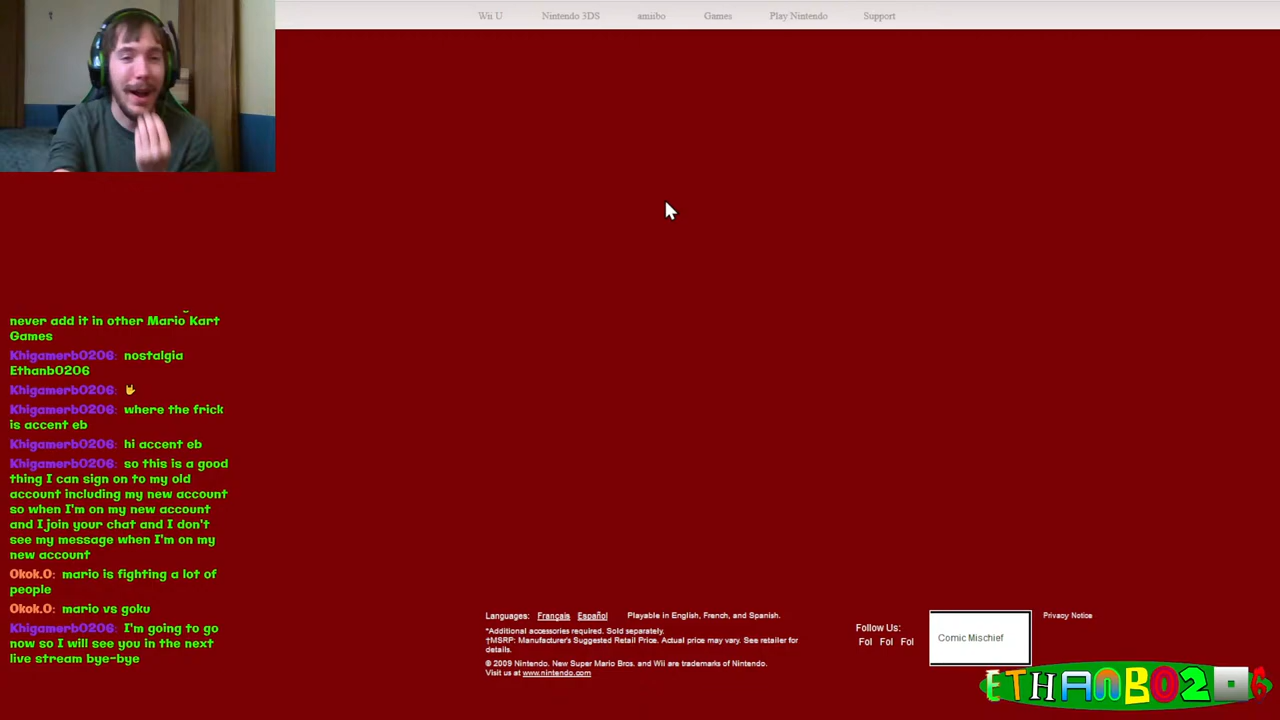 Wii U Nintendo 3DS amiibo Games Play Nintendo Support
never add it in other Mario Kart
Games
Khigamerb0206: nostalgia
Ethanb0206
Khigamerb0206:
Khigamerb0206: where the frick
is accent eb
Khigamerb0206: hi accent eb
Khigamerb0206: so this is a good
thing I can sign on to my old
account including my new account
so when I'm on my new account
and I join your chat and I don't
see my message when I'm on my
new account
Okok.O: mario is fighting a lot of
people
Okok.O: mario vs goku
Khigamerb0206: I'm going to go
now so I will see you in the next
live stream bye-bye
Languages: Français Español Playable in English, French, and Spanish.
*Additional accessories required. Sold separately.
†MSRP: Manufacturer's Suggested Retail Price. Actual price may vary. See retailer for
details.
© 2009 Nintendo. New Super Mario Bros. and Wii are trademarks of Nintendo.
Visit us at www.nintendo.com
Follow Us:
Fol Fol Fol
Comic Mischief
Privacy Notice
ETHANB0206